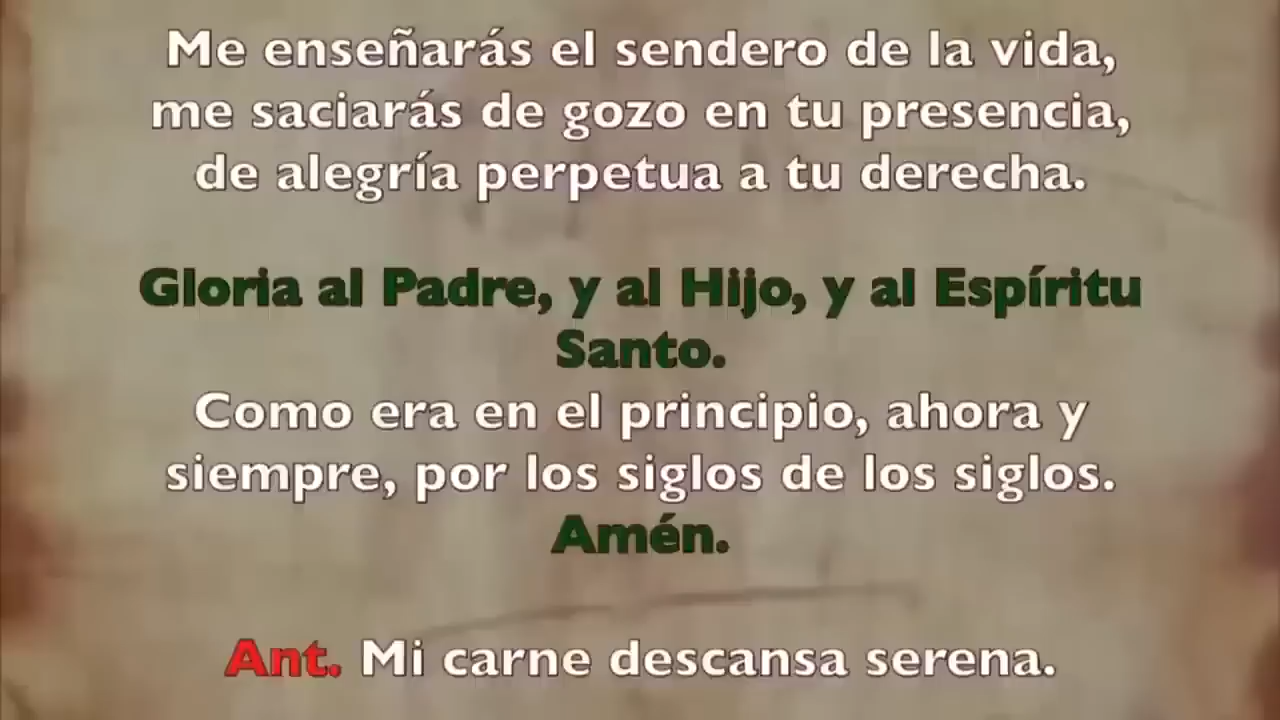 Me enseñarás el sendero de la vida,
me saciarás de gozo en tu presencia,
de alegría perpetua a tu derecha.
Gloria al Padre, y al Hijo, y al Espíritu
Santo.
Como era en el principio, ahora y
siempre, por los siglos de los siglos.
Amén.
Ant. Mi carne descansa serena.